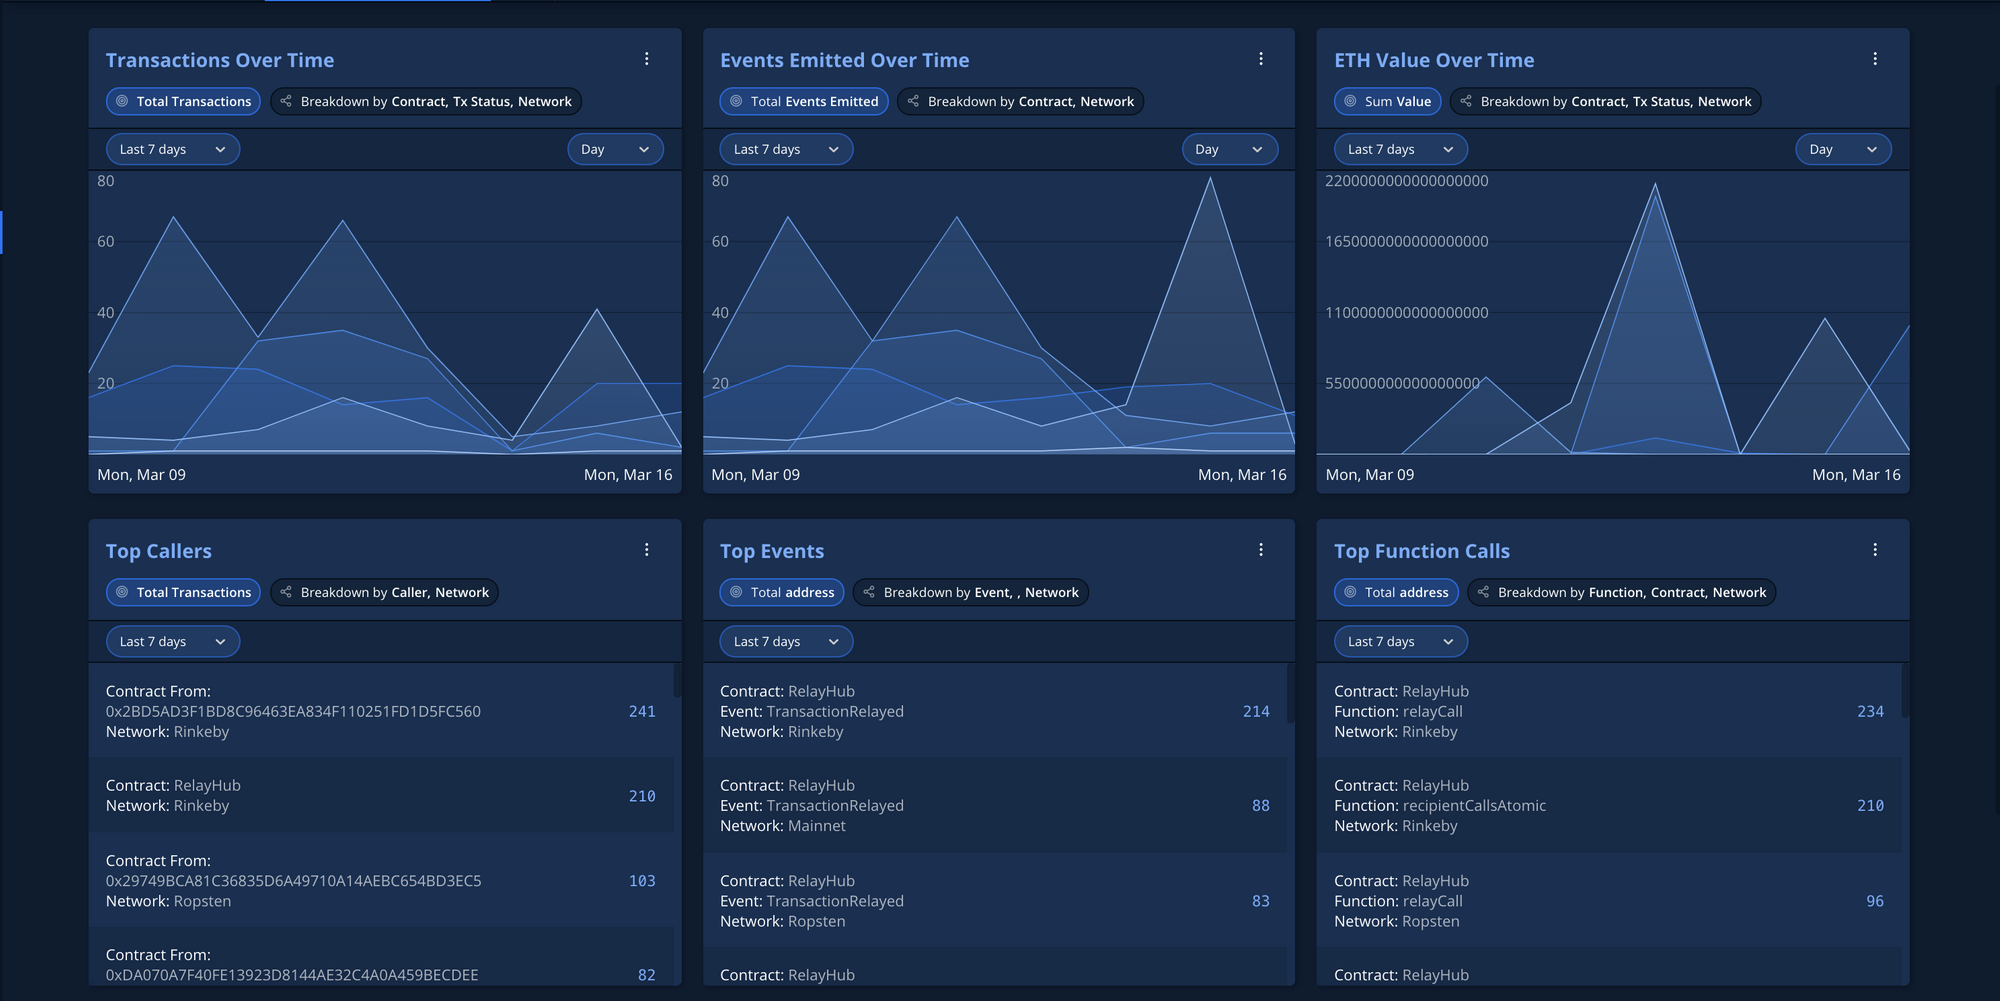 Transactions Over Time
Total Transactions
Breakdown by Contract, Tx Status, Network
Last 7 days
Day
80
60
40
20
Mon, Mar 09
Mon, Mar 16
Events Emitted Over Time
Total Events Emitted
Breakdown by Contract, Network
Last 7 days
Day
80
60
40
20
Mon, Mar 09
Mon, Mar 16
ETH Value Over Time
Sum Value
Breakdown by Contract, Tx Status, Network
Last 7 days
Day
2200000000000000000
1650000000000000000
1100000000000000000
550000000000000000
Mon, Mar 09
Mon, Mar 16
Top Callers
Total Transactions
Breakdown by Caller, Network
Last 7 days
Contract From:
0x2BD5AD3F1BD8C96463EA834F110251FD1D5FC560
Network: Rinkeby
241
Contract: RelayHub
Network: Rinkeby
210
Contract From:
0x29749BCA81C36835D6A49710A14AEBC654BD3EC5
Network: Ropsten
103
Contract From:
0xDA070A7F40FE13923D8144AE32C4A0A459BECDEE
82
Top Events
Total address
Breakdown by Event, , Network
Last 7 days
Contract: RelayHub
Event: TransactionRelayed
Network: Rinkeby
214
Contract: RelayHub
Event: TransactionRelayed
Network: Mainnet
88
Contract: RelayHub
Event: TransactionRelayed
Network: Ropsten
83
Contract: RelayHub
Top Function Calls
Total address
Breakdown by Function, Contract, Network
Last 7 days
Contract: RelayHub
Function: relayCall
Network: Rinkeby
234
Contract: RelayHub
Function: recipientCallsAtomic
Network: Rinkeby
210
Contract: RelayHub
Function: relayCall
Network: Ropsten
96
Contract: RelayHub